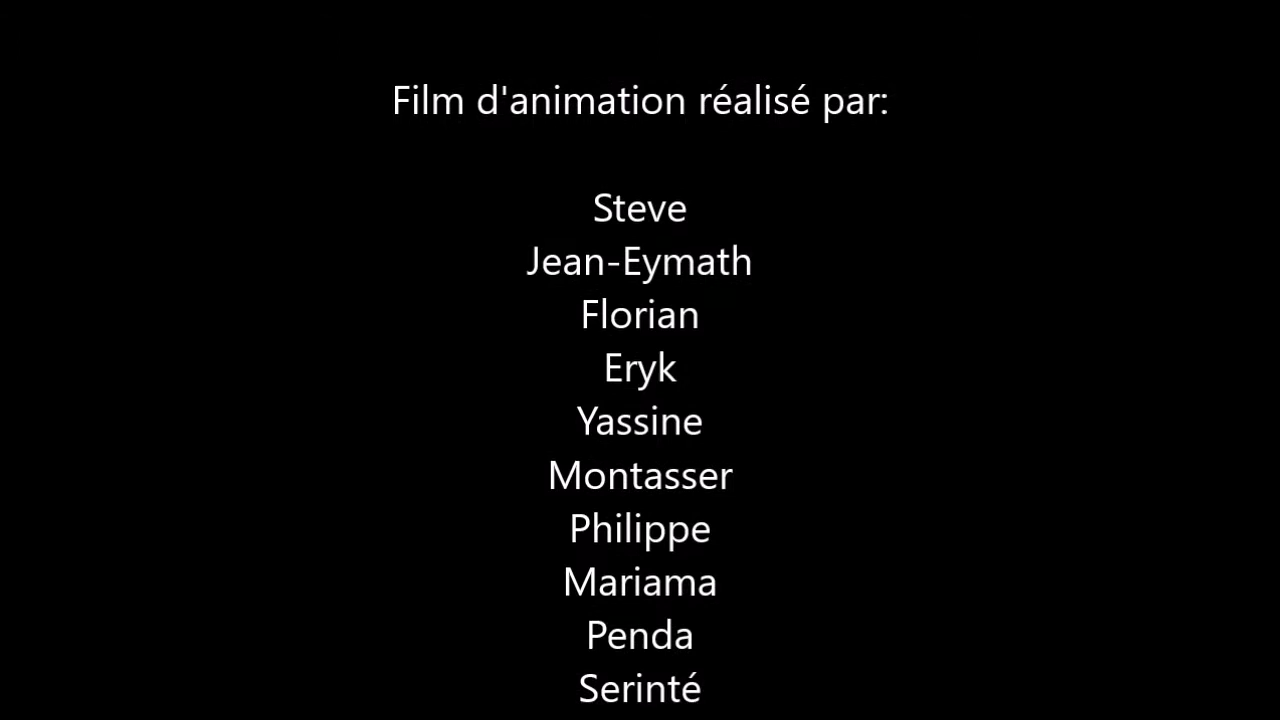 Film d'animation réalisé par:
Steve
Jean-Eymath
Florian
Eryk
Yassine
Montasser
Philippe
Mariama
Penda
Serinté